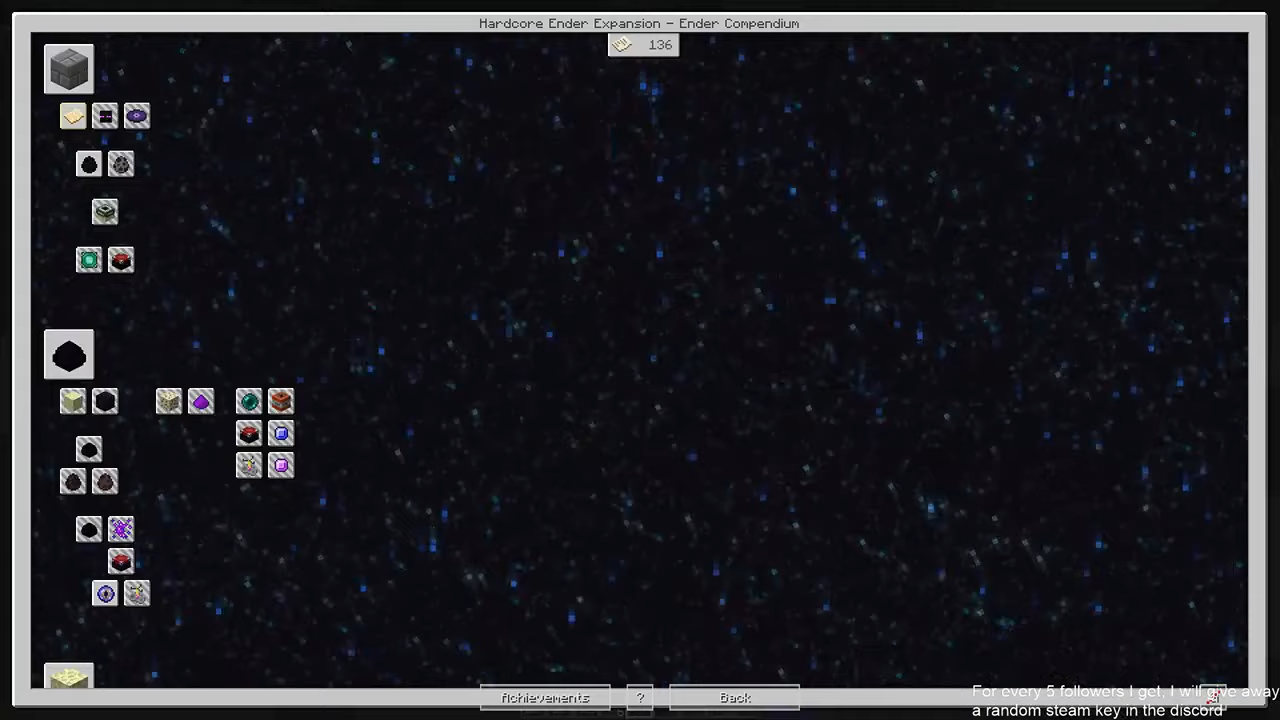 Hardcore Ender Expansion - Ender Compendium
136
Achievements
?
Back
For every 5 followers I get, I will give away
a random steam key in the discord